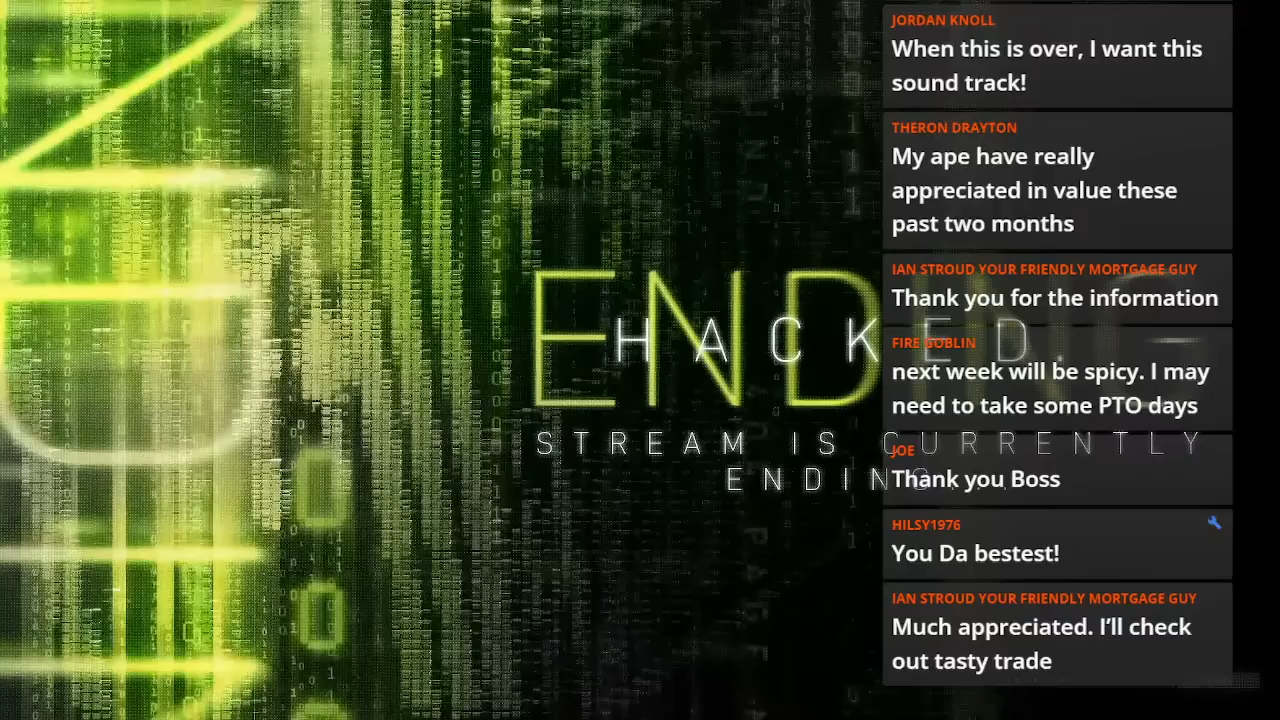 ENDING
HACKED.
STREAM IS CURRENTLY
ENDING...
JORDAN KNOLL
When this is over, I want this
sound track!
THERON DRAYTON
My ape have really
appreciated in value these
past two months
IAN STROUD YOUR FRIENDLY MORTGAGE GUY
Thank you for the information
FIRE GOBLIN
next week will be spicy. I may
need to take some PTO days
JOE
Thank you Boss
HILSY1976
You Da bestest!
IAN STROUD YOUR FRIENDLY MORTGAGE GUY
Much appreciated. I’ll check
out tasty trade